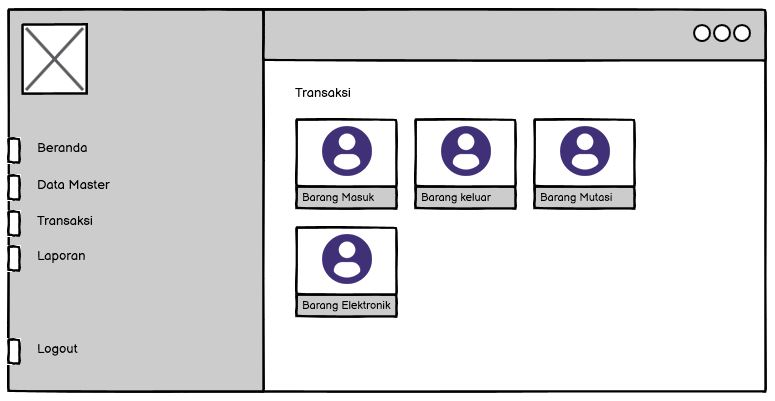 Transaksi
Beranda
Data Master
Transaksi
Laporan
Logout
Barang Masuk
Barang keluar
Barang Mutasi
Barang Elektronik